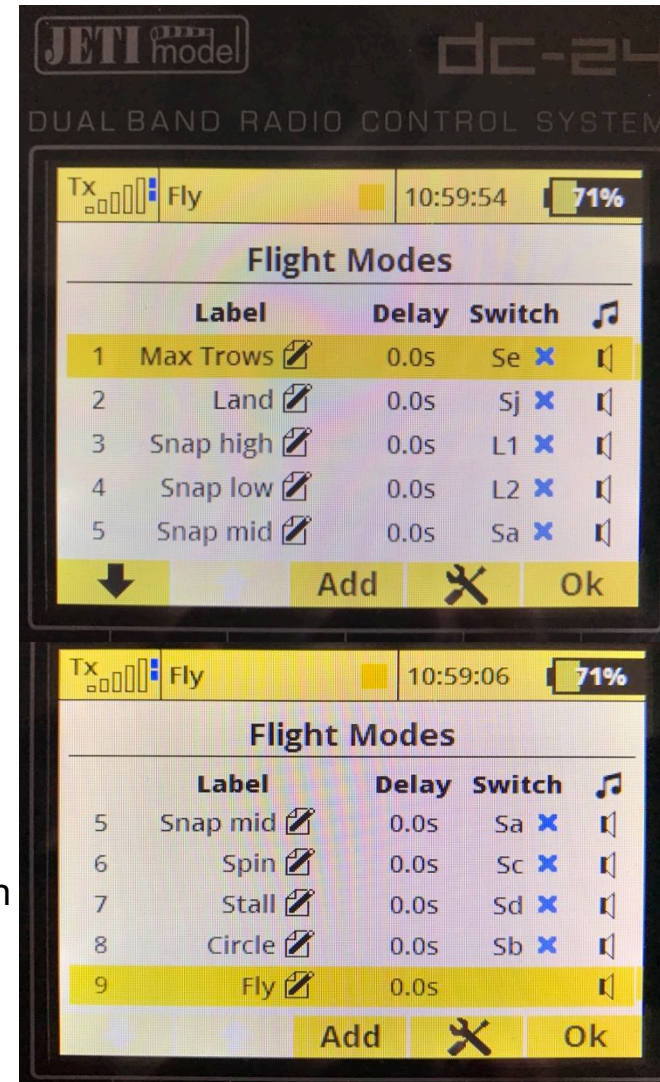 JETI model
dc-24
DUAL BAND RADIO CONTROL SYSTEM
Tx Fly 10:59:54 71%
Flight Modes
Label Delay Switch
1 Max Trows 0.0s Se
2 Land 0.0s Sj
3 Snap high 0.0s L1
4 Snap low 0.0s L2
5 Snap mid 0.0s Sa
Add Ok
Tx Fly 10:59:06 71%
Flight Modes
Label Delay Switch
5 Snap mid 0.0s Sa
6 Spin 0.0s Sc
7 Stall 0.0s Sd
n
8 Circle 0.0s Sb
9 Fly 0.0s
Add Ok